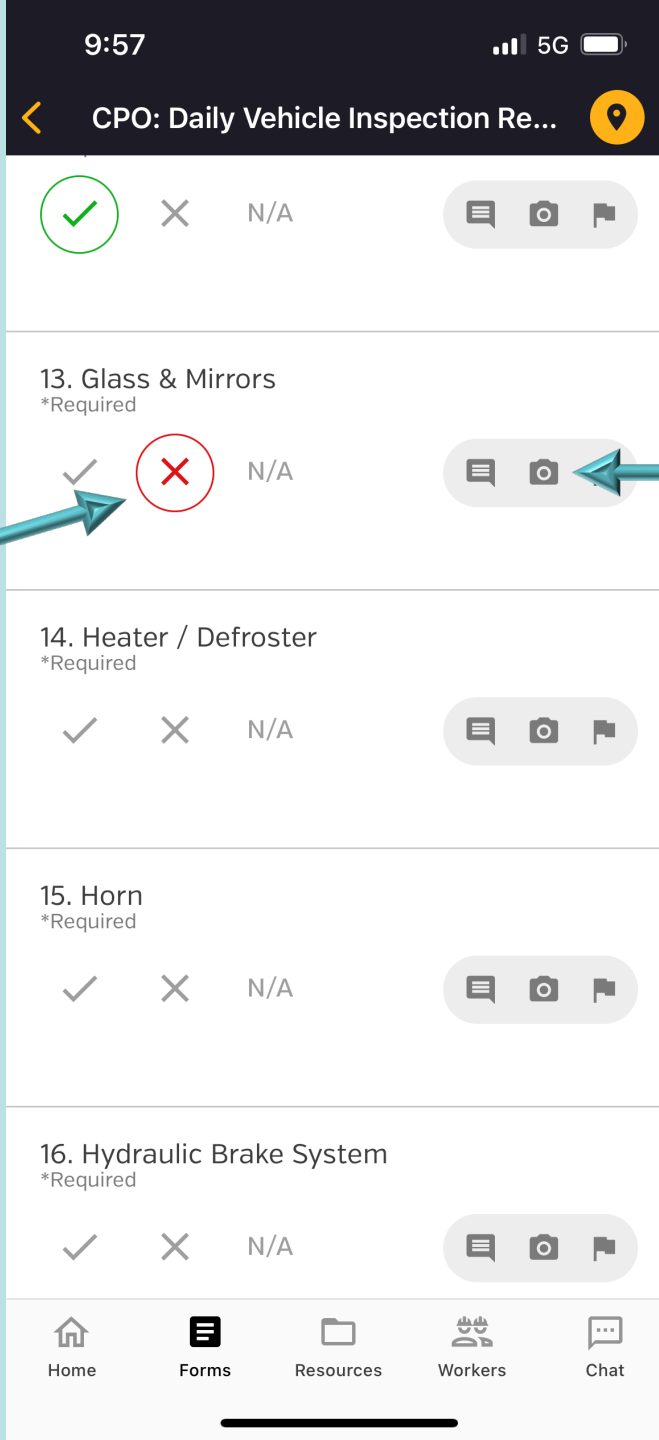 9:57
5G
CPO: Daily Vehicle Inspection Re...
N/A
13. Glass & Mirrors
*Required
N/A
14. Heater / Defroster
*Required
N/A
15. Horn
*Required
N/A
16. Hydraulic Brake System
*Required
N/A
Home Forms Resources Workers Chat